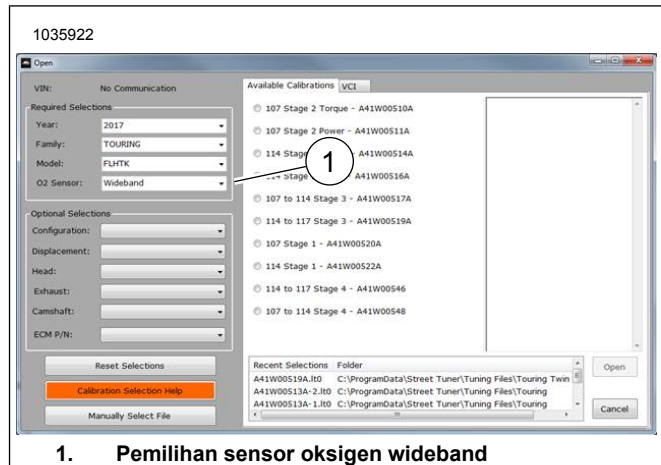 1035922
Open
VIN: No Communication
Required Selections
Year: 2017
Family: TOURING
Model: FLHTK
O2 Sensor: Wideband
Optional Selections
Configuration:
Displacement:
Head:
Exhaust:
Camshaft:
ECM P/N:
Reset Selections
Calibration Selection Help
Manually Select File
Available Calibrations VCI
107 Stage 2 Torque - A41W00510A
107 Stage 2 Power - A41W00511A
114 Stage - A41W00514A
Stage A41W00516A
107 to 114 Stage 3 - A41W00517A
114 to 117 Stage 3 - A41W00519A
107 Stage 1 - A41W00520A
114 Stage 1 - A41W00522A
114 to 117 Stage 4 - A41W00546
107 to 114 Stage 4 - A41W00548
1
Recent Selections Folder
A41W00519A.lt0 C:\ProgramData\Street Tuner\Tuning Files\Touring Twin
A41W00513A-2.lt0 C:\ProgramData\Street Tuner\Tuning Files\Touring
A41W00513A-1.lt0 C:\ProgramData\Street Tuner\Tuning Files\Touring
Open
Cancel
1. Pemilihan sensor oksigen wideband